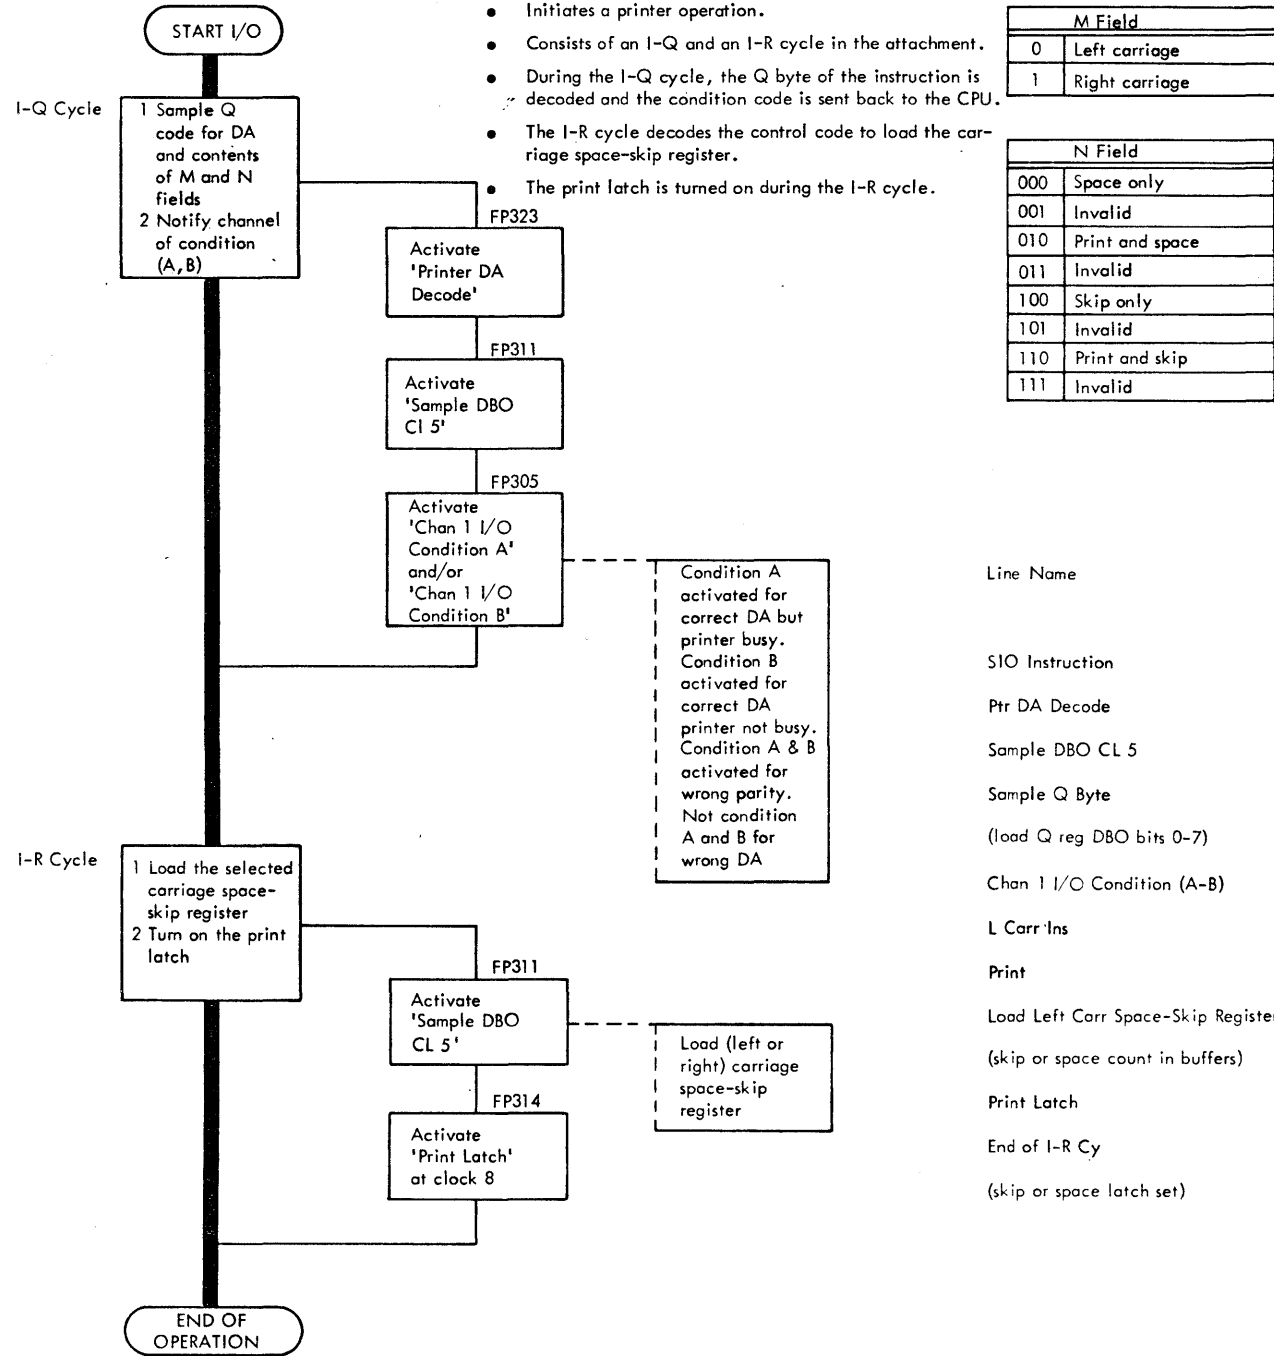 START I/O
• Initiates a printer operation.
• Consists of an I-Q and an I-R cycle in the attachment.
• During the I-Q cycle, the Q byte of the instruction is
decoded and the condition code is sent back to the CPU.
• The I-R cycle decodes the control code to load the car-
riage space-skip register.
• The print latch is turned on during the I-R cycle.
M Field
0 Left carriage
1 Right carriage
N Field
000 Space only
001 Invalid
010 Print and space
011 Invalid
100 Skip only
101 Invalid
110 Print and skip
111 Invalid
I-Q Cycle
1 Sample Q
code for DA
and contents
of M and N
fields
2 Notify channel
of condition
(A,B)
FP323
Activate
'Printer DA
Decode'
FP311
Activate
'Sample DBO
Cl 5'
FP305
Activate
'Chan 1 I/O
Condition A'
and/or
'Chan 1 I/O
Condition B'
Condition A
activated for
correct DA but
printer busy.
Condition B
activated for
correct DA
printer not busy.
Condition A & B
activated for
wrong parity.
Not condition
A and B for
wrong DA
I-R Cycle
1 Load the selected
carriage space-
skip register
2 Turn on the print
latch
FP311
Activate
'Sample DBO
CL 5'
Load (left or
right) carriage
space-skip
register
FP314
Activate
'Print Latch'
at clock 8
END OF
OPERATION
Line Name
SIO Instruction
Ptr DA Decode
Sample DBO CL 5
Sample Q Byte
(load Q reg DBO bits 0-7)
Chan 1 I/O Condition (A-B)
L Carr Ins
Print
Load Left Carr Space-Skip Register
(skip or space count in buffers)
Print Latch
End of I-R Cy
(skip or space latch set)